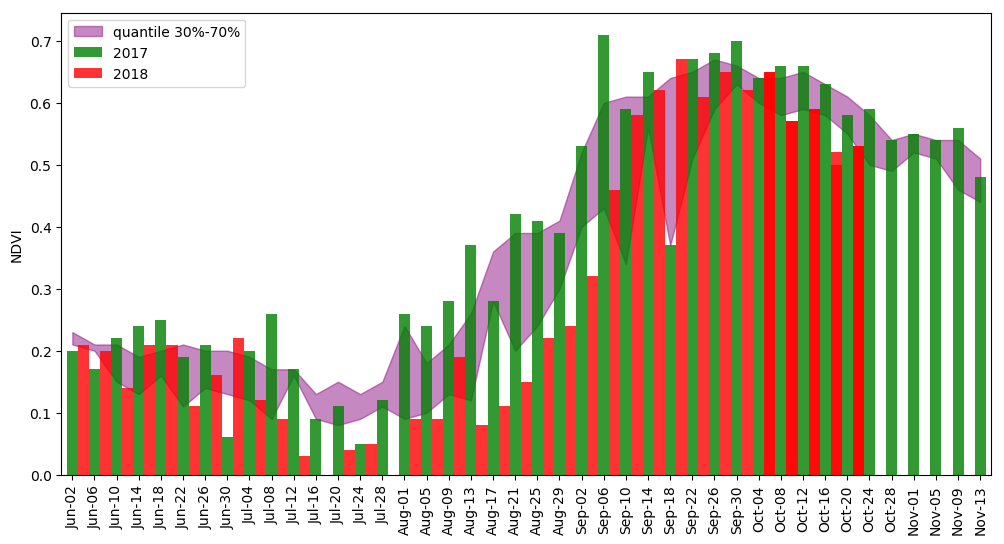 quantile 30%-70%
2017
2018
NDVI
0.7
0.6
0.5
0.4
0.3
0.2
0.1
0.0
Jun-02
Jun-06
Jun-10
Jun-14
Jun-18
Jun-22
Jun-26
Jun-30
Jul-04
Jul-08
Jul-12
Jul-16
Jul-20
Jul-24
Jul-28
Aug-01
Aug-05
Aug-09
Aug-13
Aug-17
Aug-21
Aug-25
Aug-29
Sep-02
Sep-06
Sep-10
Sep-14
Sep-18
Sep-22
Sep-26
Sep-30
Oct-04
Oct-08
Oct-12
Oct-16
Oct-20
Oct-24
Oct-28
Nov-01
Nov-05
Nov-09
Nov-13